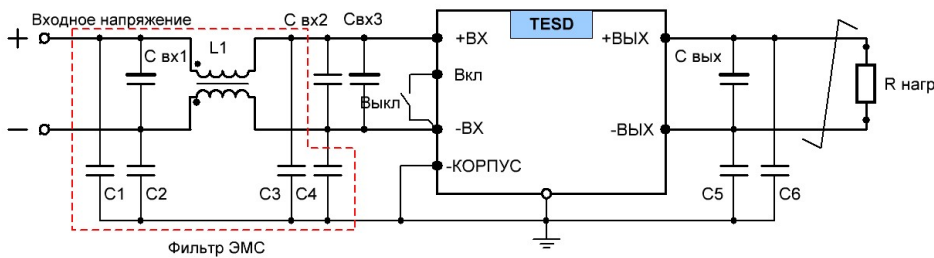 Входное напряжение
С вх2
Свх3
TESD
+
L1
+ВХ
+ВЫХ
С вх1
Вкл
С вых
R нагр
Выкл
−
-ВХ
-ВЫХ
-КОРПУС
C1
C2
C3
C4
C5
C6
Фильтр ЭМС